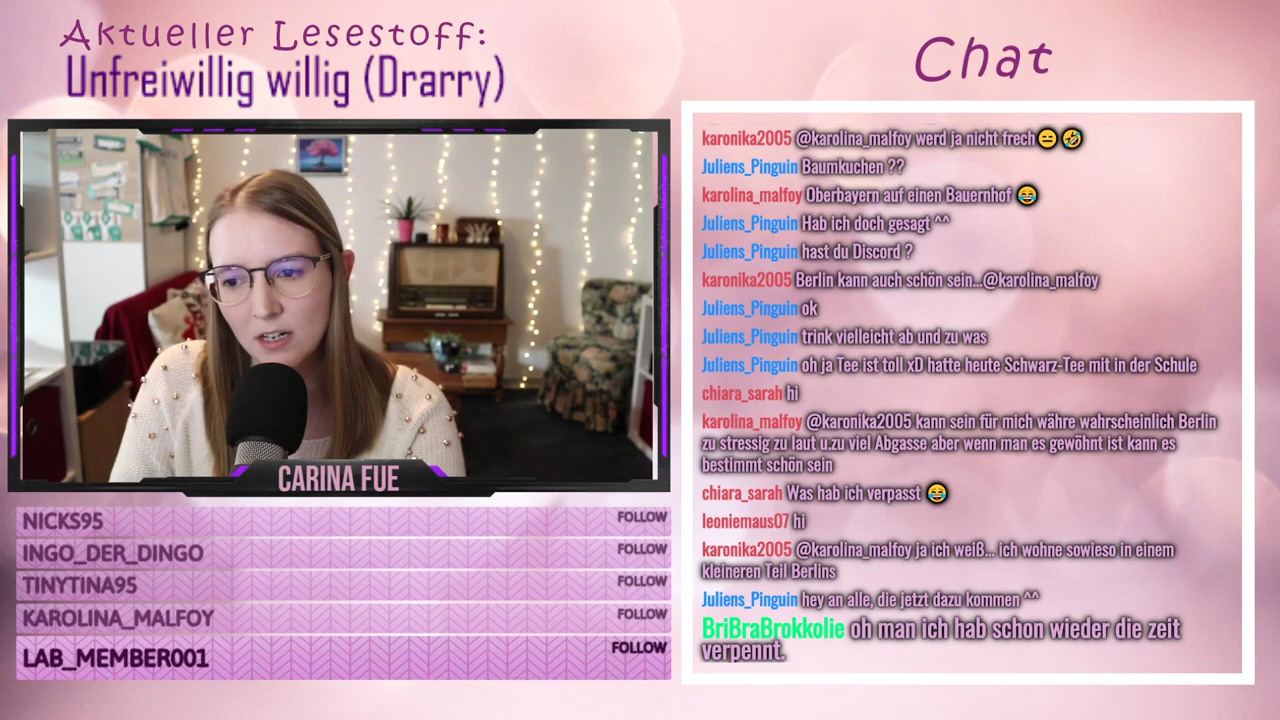 Aktueller Lesestoff:
Unfreiwillig willig (Drarry)
CARINA FUE
NICKS95 FOLLOW
INGO_DER_DINGO FOLLOW
TINYTINA95 FOLLOW
KAROLINA_MALFOY FOLLOW
LAB_MEMBER001 FOLLOW
Chat
karonika2005 @karolina_malfoy werd ja nicht frech😑🤣
Juliens_Pinguin Baumkuchen ??
karolina_malfoy Oberbayern auf einen Bauernhof 😂
Juliens_Pinguin Hab ich doch gesagt ^^
Juliens_Pinguin hast du Discord ?
karonika2005 Berlin kann auch schön sein...@karolina_malfoy
Juliens_Pinguin ok
Juliens_Pinguin trink vielleicht ab und zu was
Juliens_Pinguin oh ja Tee ist toll xD hatte heute Schwarz-Tee mit in der Schule
chiara_sarah hi
karolina_malfoy @karonika2005 kann sein für mich währe wahrscheinlich Berlin
zu stressig zu laut u.zu viel Abgasse aber wenn man es gewöhnt ist kann es
bestimmt schön sein
chiara_sarah Was hab ich verpasst 😂
leoniemaus07 hi
karonika2005 @karolina_malfoy ja ich weiß... ich wohne sowieso in einem
kleineren Teil Berlins
Juliens_Pinguin hey an alle, die jetzt dazu kommen ^^
BriBraBrokkolie oh man ich hab schon wieder die zeit
verpennt.